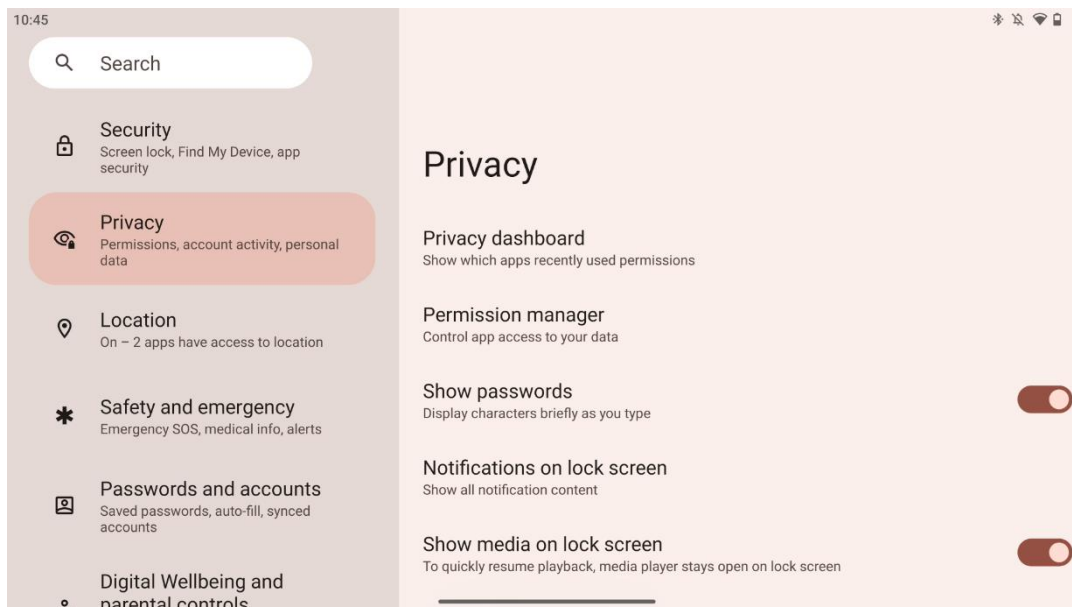 10:45
Search
Security
Screen lock, Find My Device, app
security
Privacy
Permissions, account activity, personal
data
Location
On – 2 apps have access to location
Safety and emergency
Emergency SOS, medical info, alerts
Passwords and accounts
Saved passwords, auto-fill, synced
accounts
Digital Wellbeing and
parental controls
Privacy
Privacy dashboard
Show which apps recently used permissions
Permission manager
Control app access to your data
Show passwords
Display characters briefly as you type
Notifications on lock screen
Show all notification content
Show media on lock screen
To quickly resume playback, media player stays open on lock screen